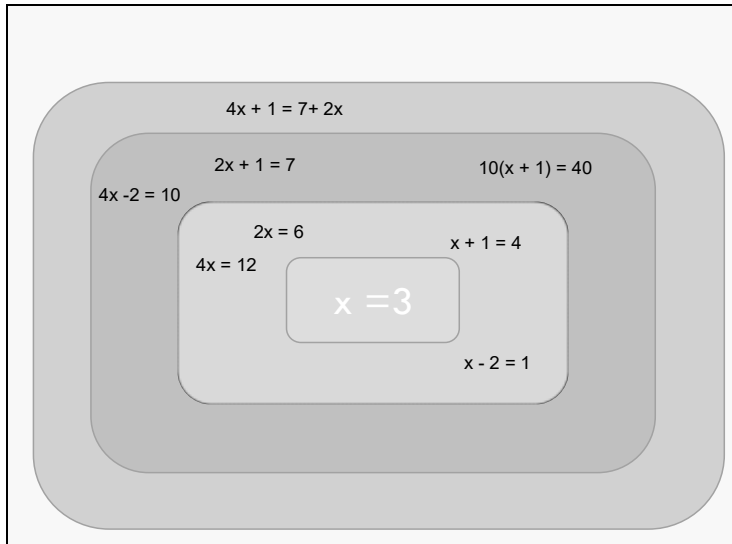 4x + 1 = 7+ 2x
2x + 1 = 7
10(x + 1) = 40
4x -2 = 10
2x = 6
x + 1 = 4
4x = 12
x =3
x - 2 = 1